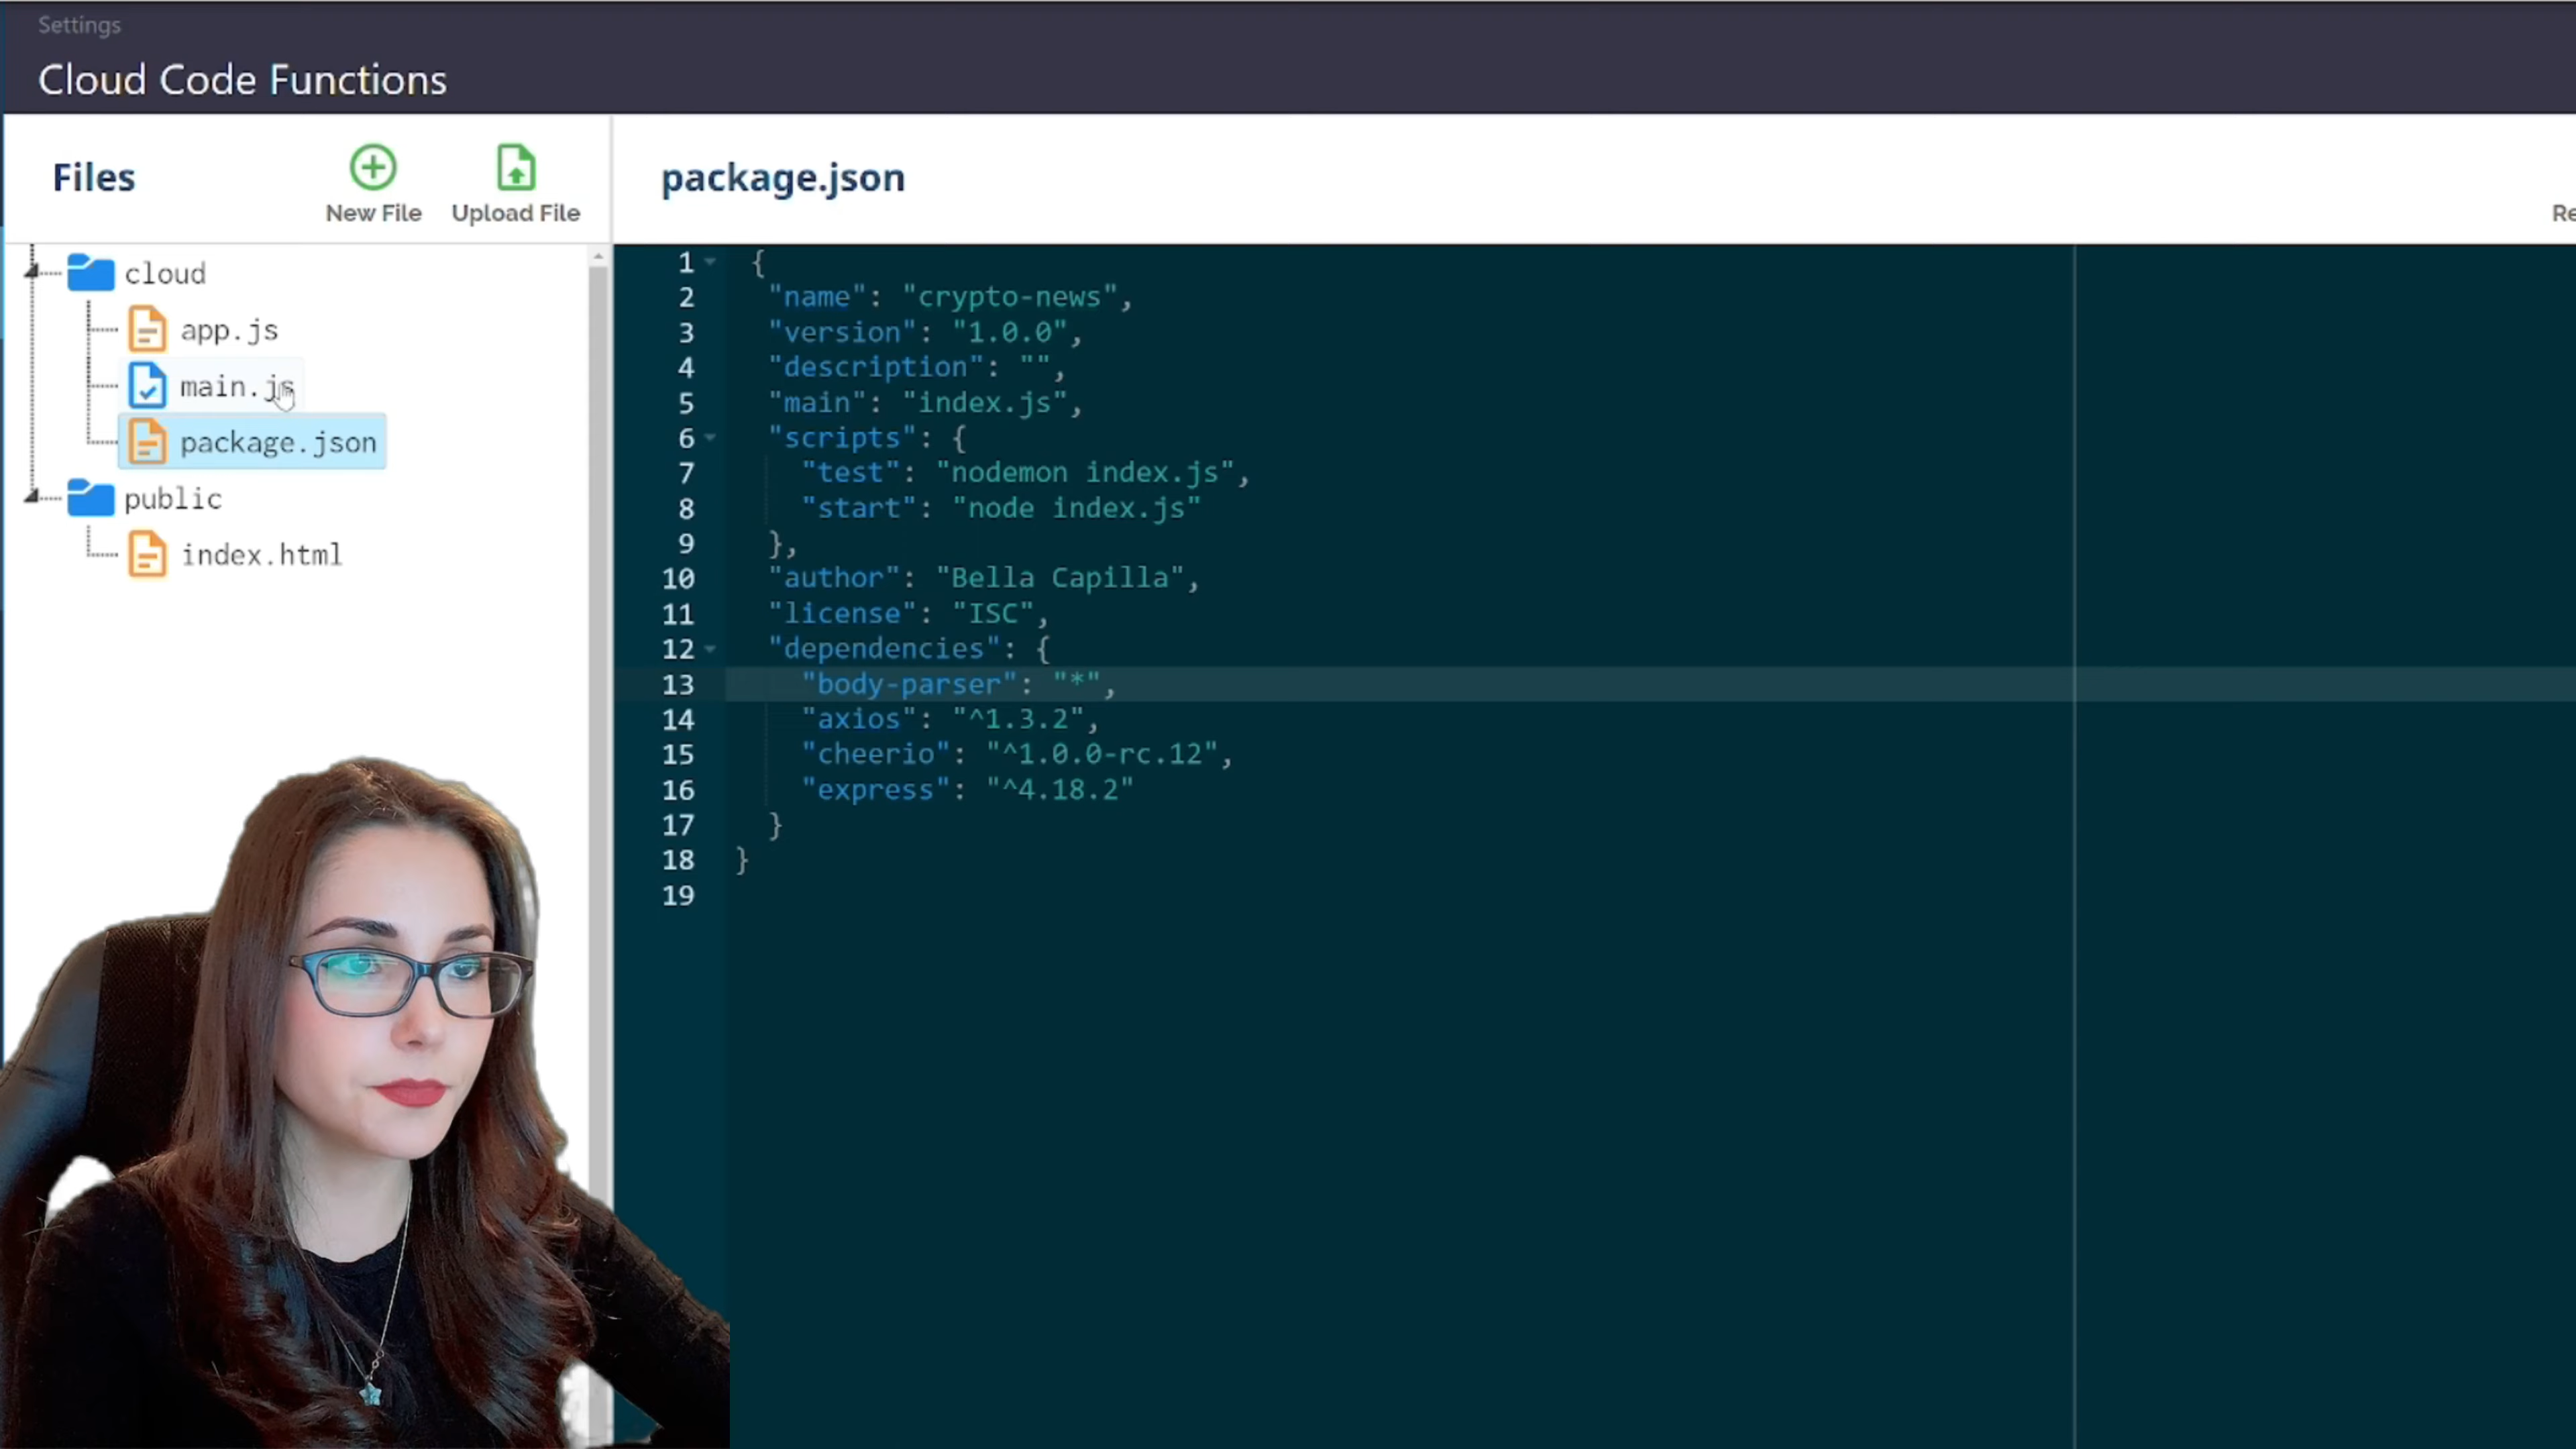 Settings
Cloud Code Functions
Files
New File
Upload File
package.json
Re
cloud
app.js
main.js
package.json
public
index.html
1 {
2 "name": "crypto-news",
3 "version": "1.0.0",
4 "description": "",
5 "main": "index.js",
6 "scripts": {
7 "test": "nodemon index.js",
8 "start": "node index.js"
9 },
10 "author": "Bella Capilla",
11 "license": "ISC",
12 "dependencies": {
13 "body-parser": "*",
14 "axios": "^1.3.2",
15 "cheerio": "^1.0.0-rc.12",
16 "express": "^4.18.2"
17 }
18 }
19